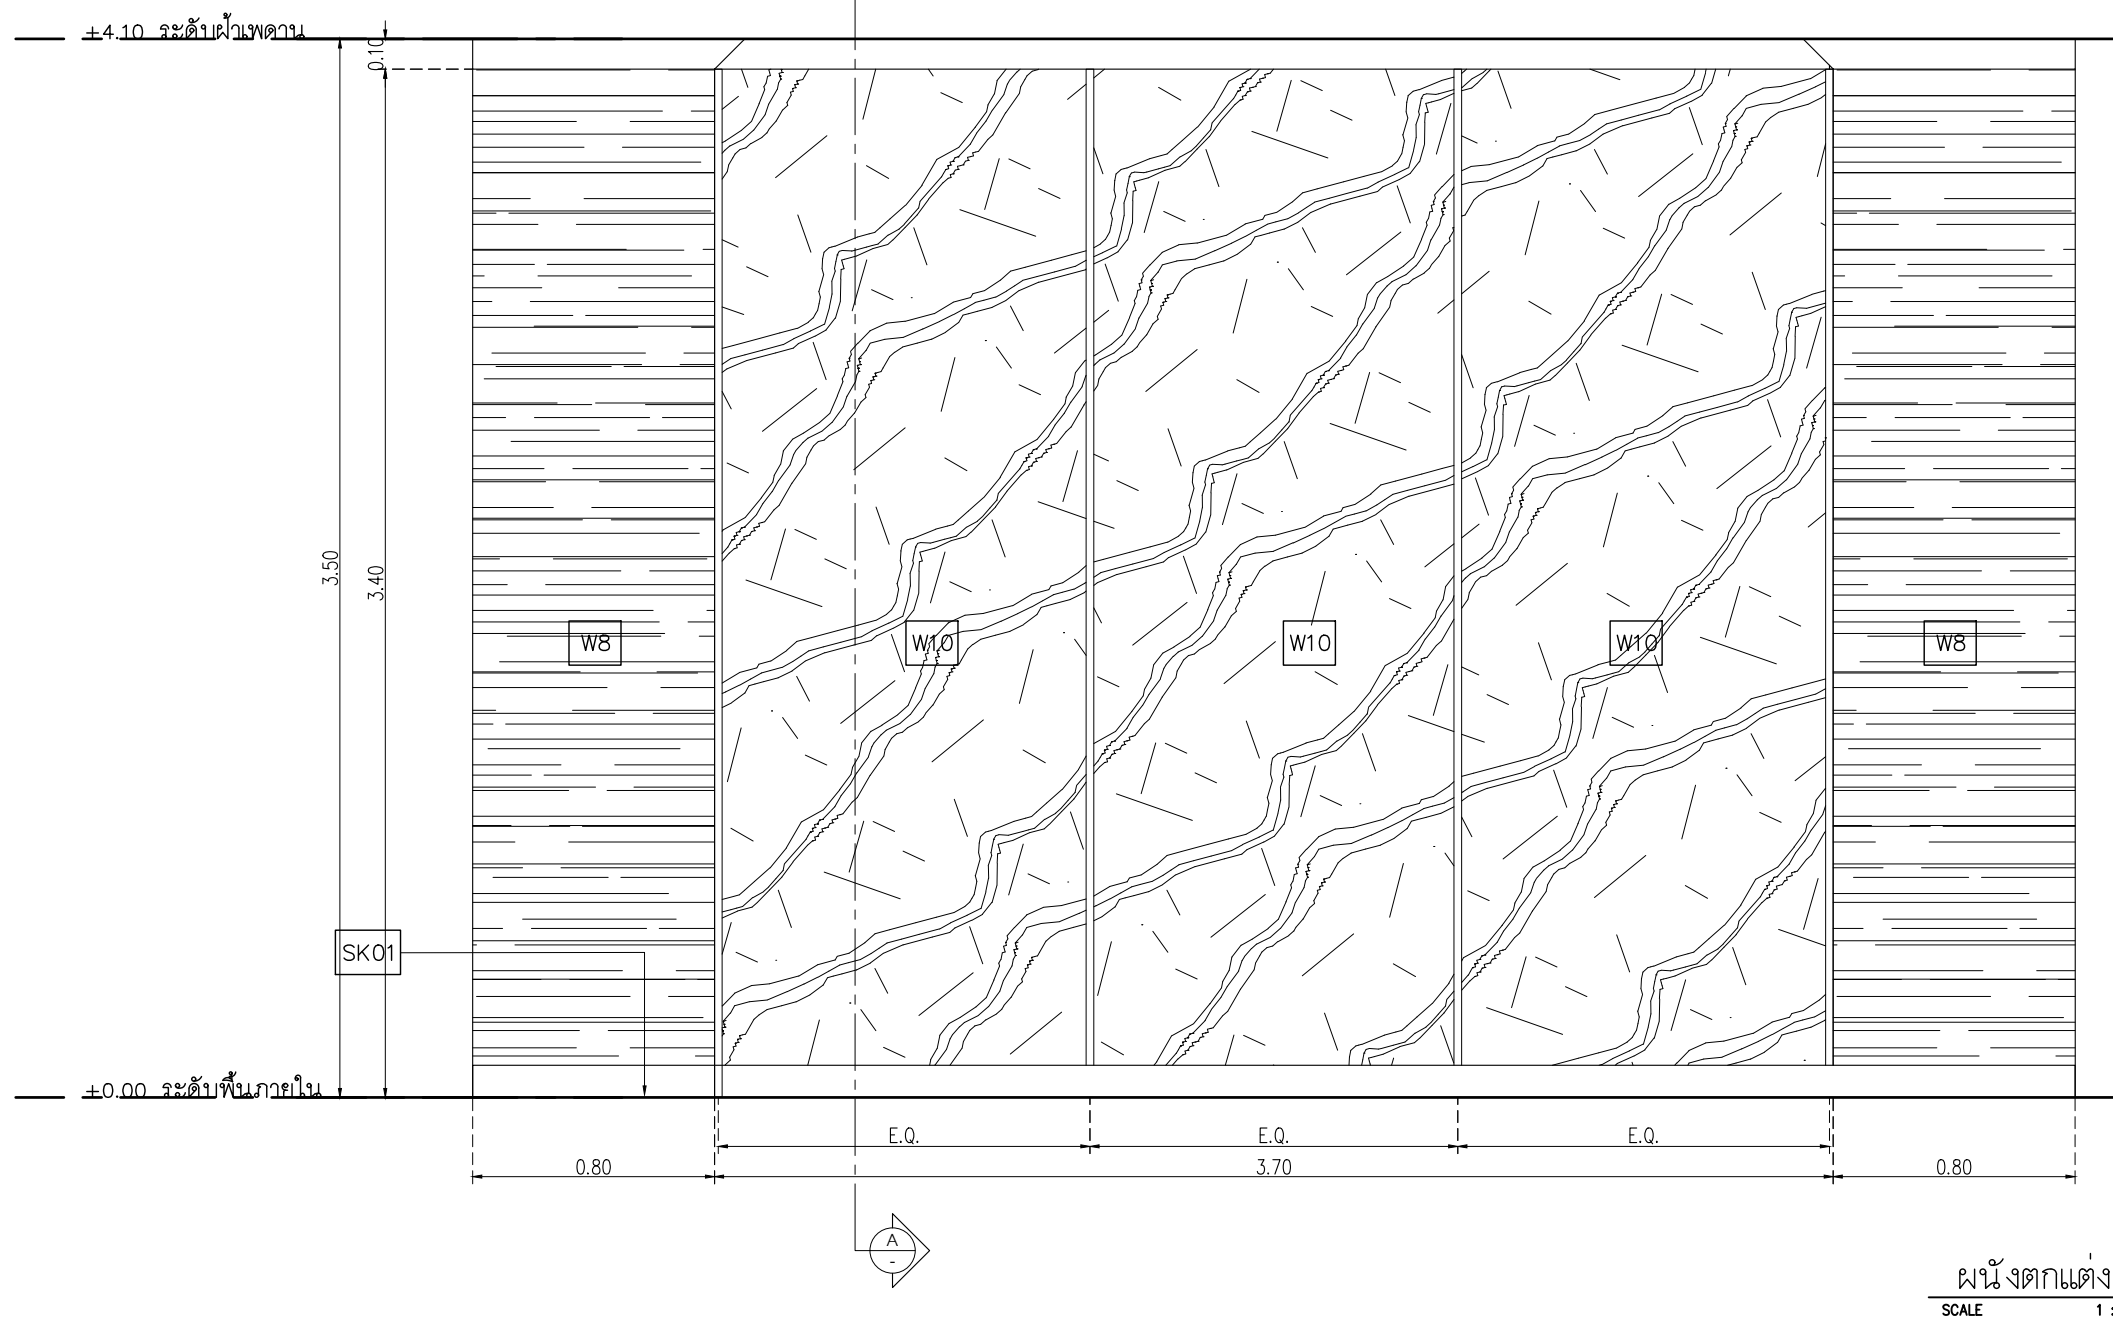 ±4.10 ระดับฝ้าเพดาน
0.10
3.50
3.40
W8
W10
W10
W10
W8
SK01
±0.00 ระดับพื้นภายใน
E.Q.
E.Q.
E.Q.
0.80
3.70
0.80
A
-
ผนังตกแต่ง
SCALE 1 :